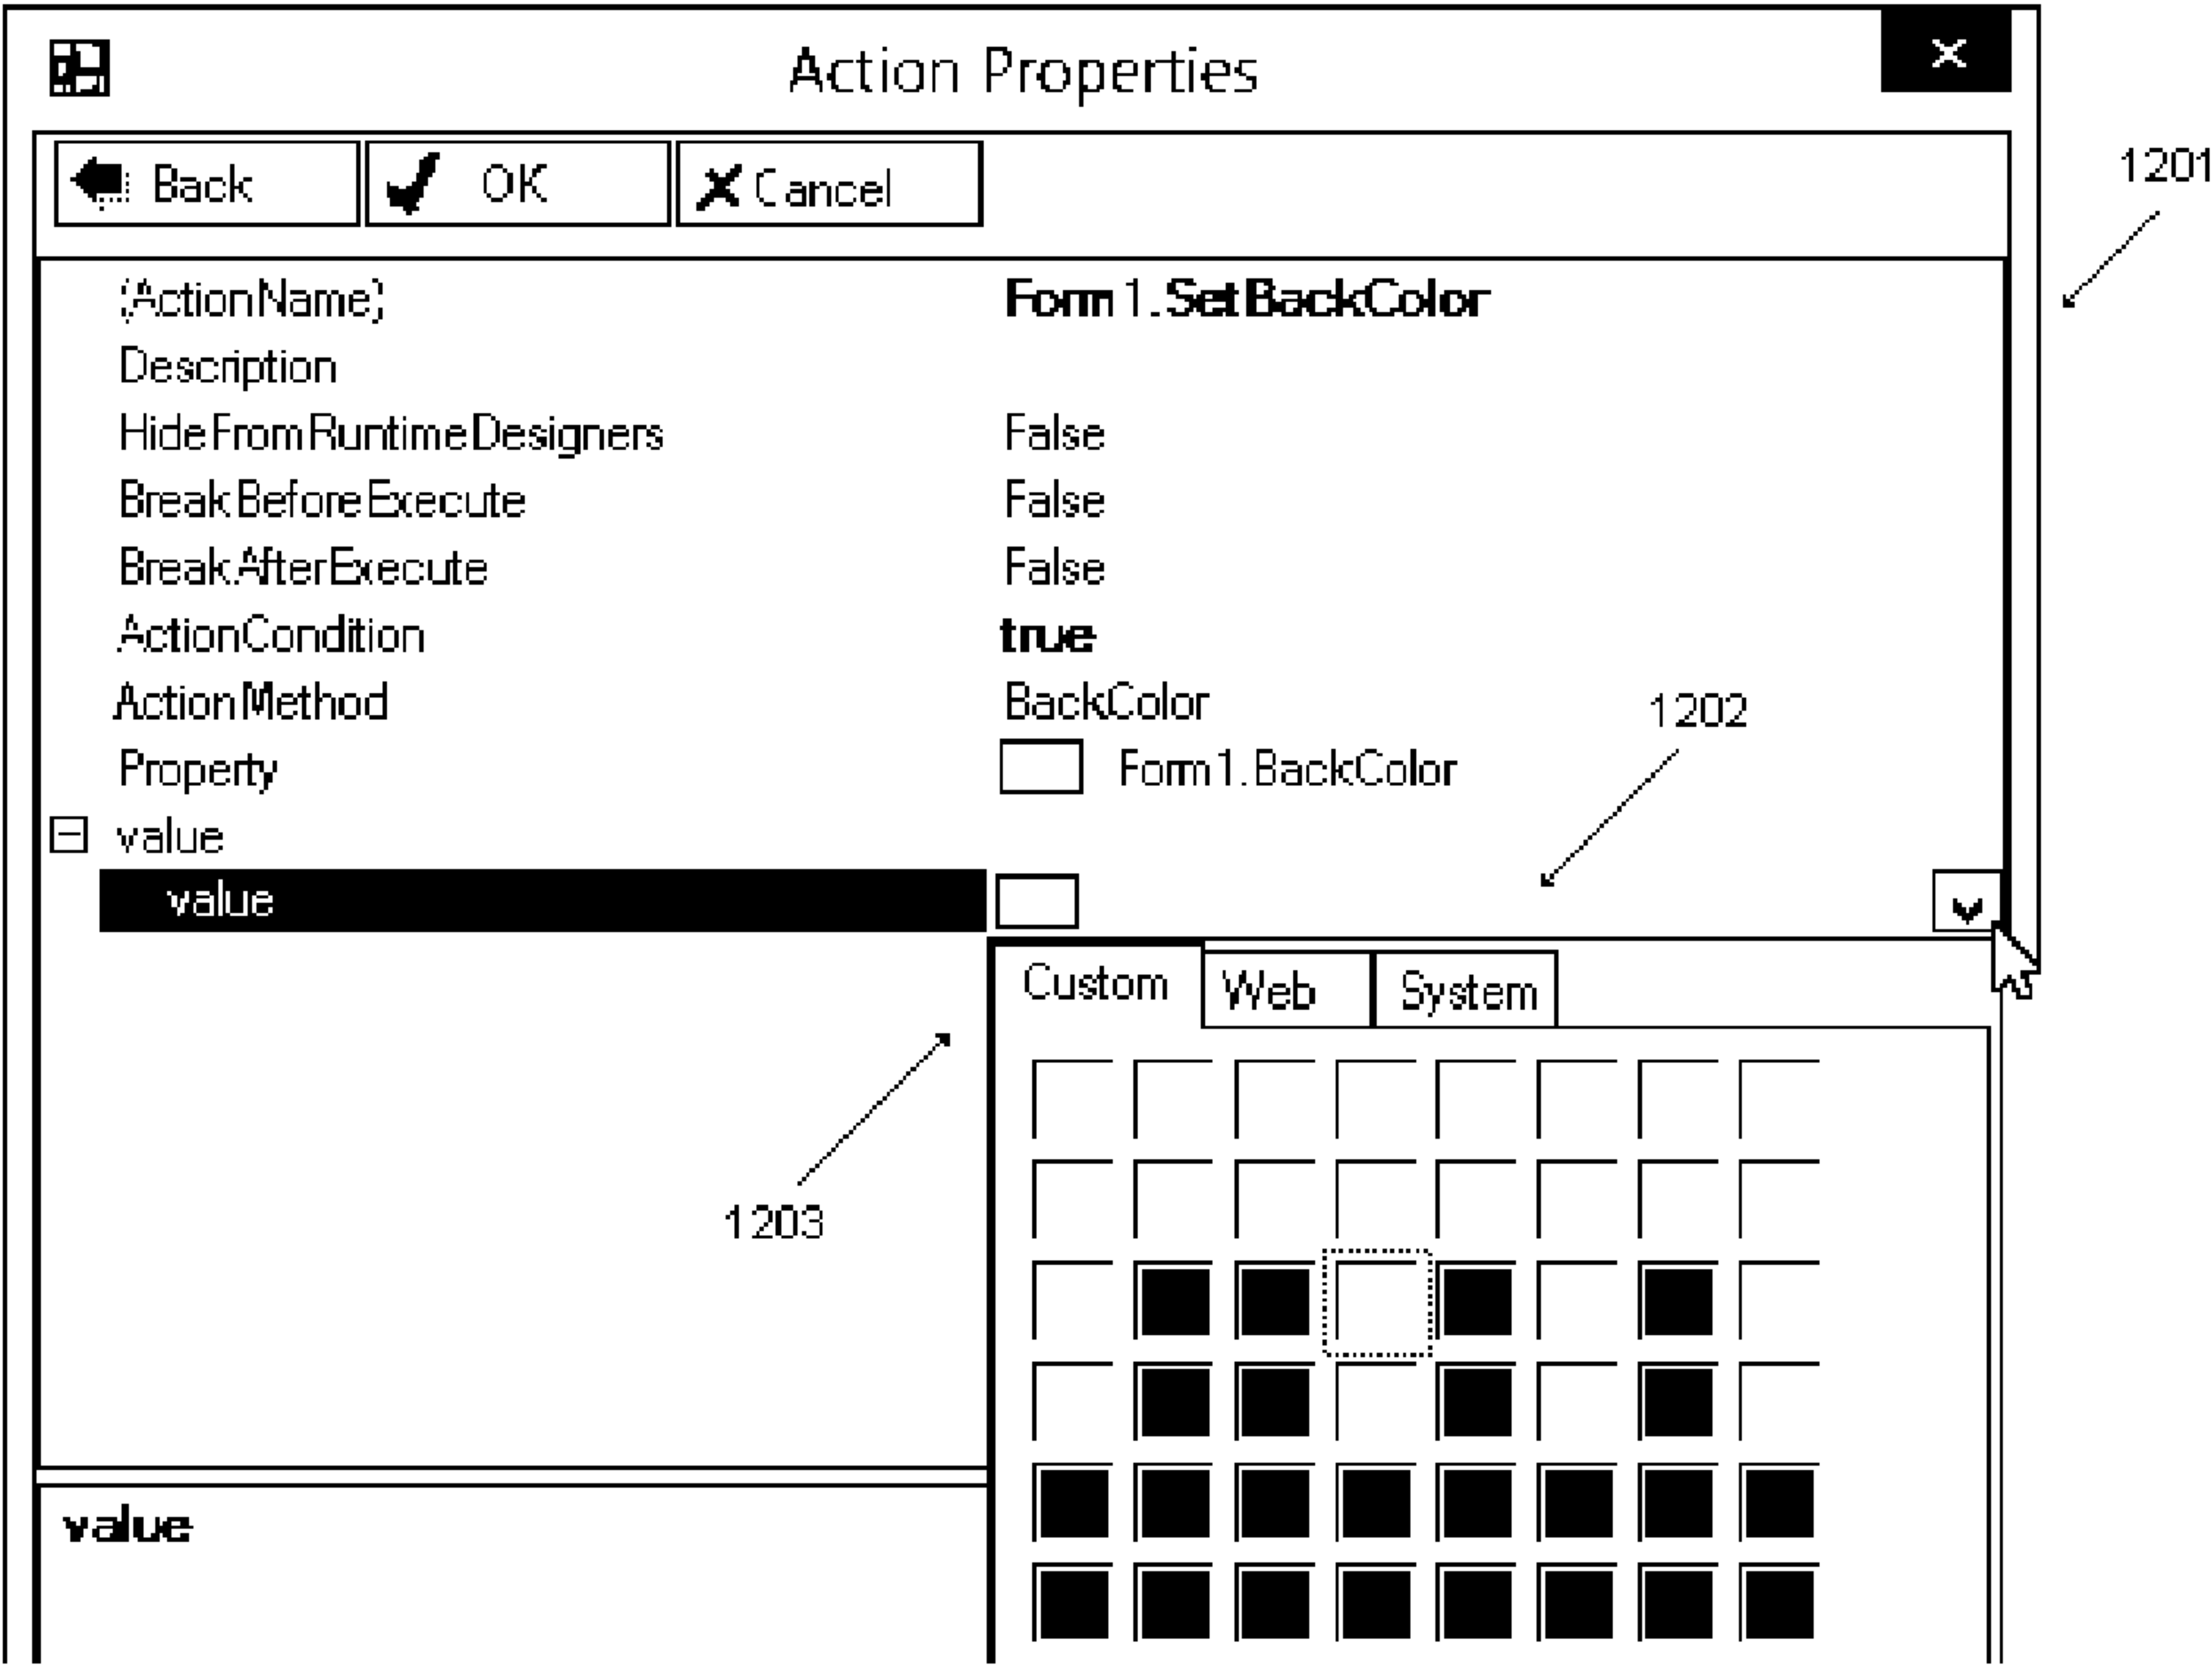 Action Properties
Back OK Cancel
1201
(ActionName) Form1.SetBackColor
Description
HideFromRuntimeDesigners False
BreakBeforeExecute False
BreakAfterExecute False
ActionCondition true
ActionMethod BackColor
1202
Property Form1.BackColor
value
value
Custom Web System
1203
value